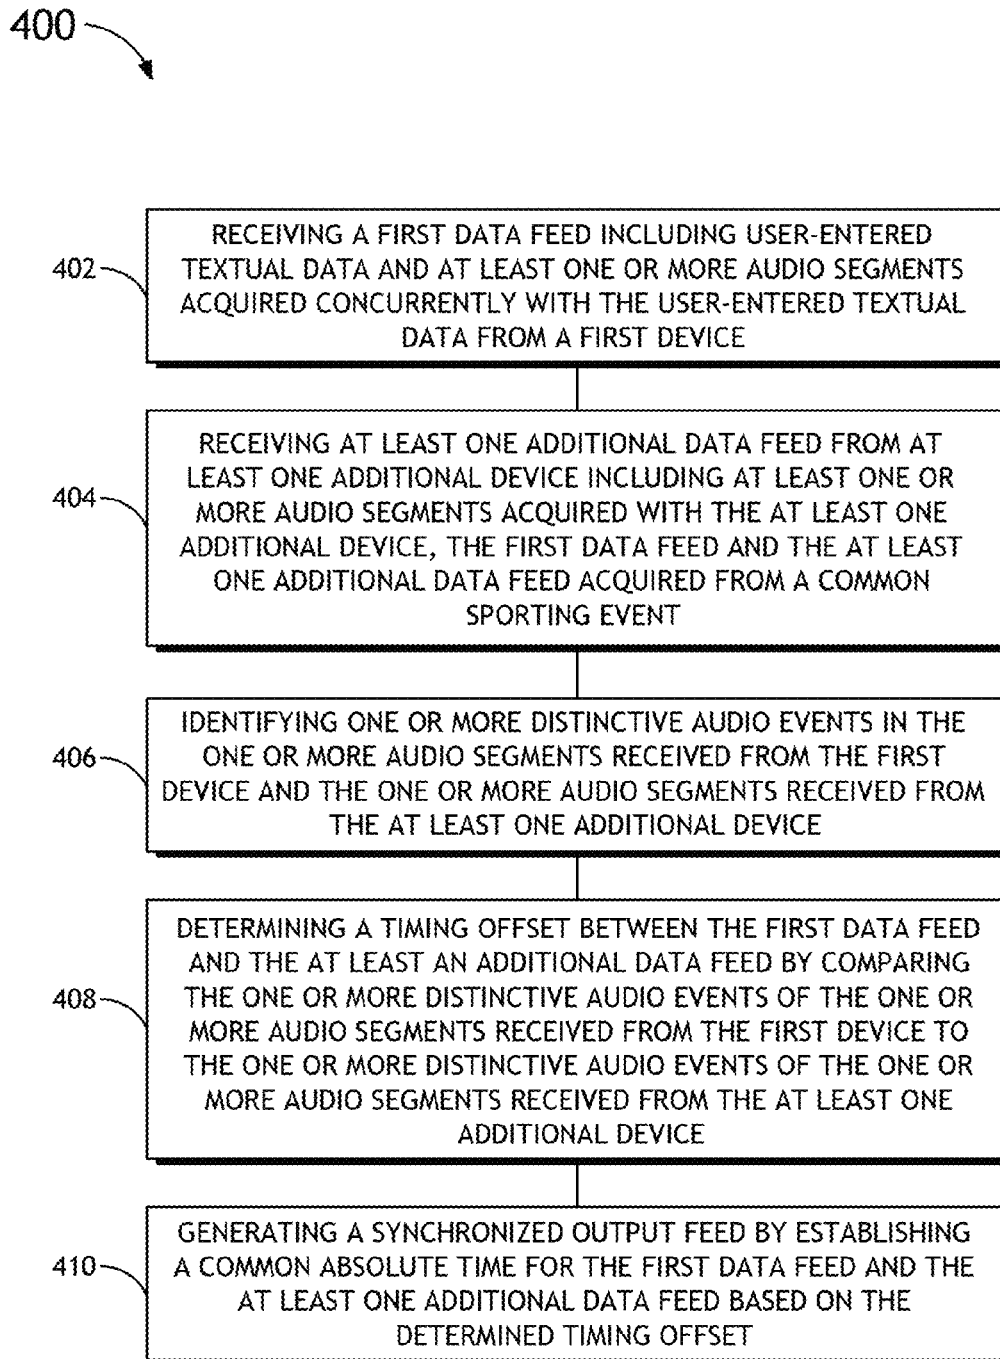 400
402
RECEIVING A FIRST DATA FEED INCLUDING USER-ENTERED
TEXTUAL DATA AND AT LEAST ONE OR MORE AUDIO SEGMENTS
ACQUIRED CONCURRENTLY WITH THE USER-ENTERED TEXTUAL
DATA FROM A FIRST DEVICE
404
RECEIVING AT LEAST ONE ADDITIONAL DATA FEED FROM AT
LEAST ONE ADDITIONAL DEVICE INCLUDING AT LEAST ONE OR
MORE AUDIO SEGMENTS ACQUIRED WITH THE AT LEAST ONE
ADDITIONAL DEVICE, THE FIRST DATA FEED AND THE AT LEAST
ONE ADDITIONAL DATA FEED ACQUIRED FROM A COMMON
SPORTING EVENT
406
IDENTIFYING ONE OR MORE DISTINCTIVE AUDIO EVENTS IN THE
ONE OR MORE AUDIO SEGMENTS RECEIVED FROM THE FIRST
DEVICE AND THE ONE OR MORE AUDIO SEGMENTS RECEIVED FROM
THE AT LEAST ONE ADDITIONAL DEVICE
408
DETERMINING A TIMING OFFSET BETWEEN THE FIRST DATA FEED
AND THE AT LEAST AN ADDITIONAL DATA FEED BY COMPARING
THE ONE OR MORE DISTINCTIVE AUDIO EVENTS OF THE ONE OR
MORE AUDIO SEGMENTS RECEIVED FROM THE FIRST DEVICE TO
THE ONE OR MORE DISTINCTIVE AUDIO EVENTS OF THE ONE OR
MORE AUDIO SEGMENTS RECEIVED FROM THE AT LEAST ONE
ADDITIONAL DEVICE
410
GENERATING A SYNCHRONIZED OUTPUT FEED BY ESTABLISHING
A COMMON ABSOLUTE TIME FOR THE FIRST DATA FEED AND THE
AT LEAST ONE ADDITIONAL DATA FEED BASED ON THE
DETERMINED TIMING OFFSET